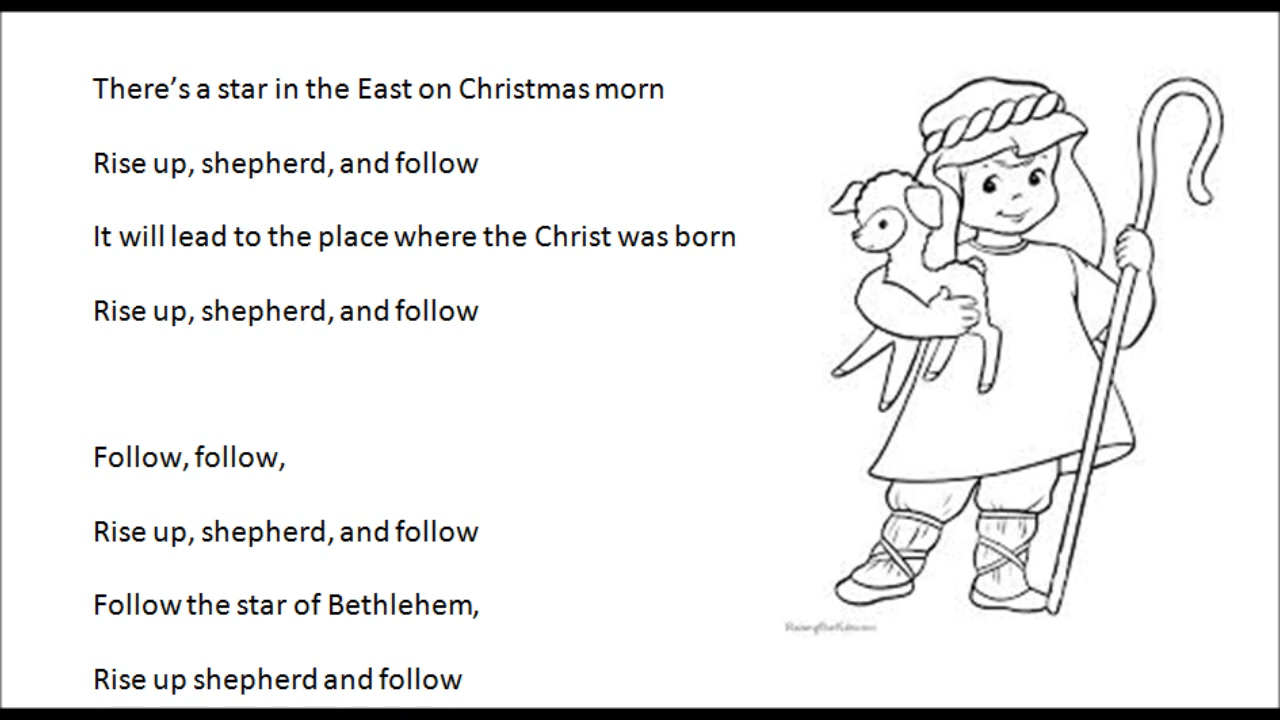 There’s a star in the East on Christmas morn
Rise up, shepherd, and follow
It will lead to the place where the Christ was born
Rise up, shepherd, and follow
Follow, follow,
Rise up, shepherd, and follow
Follow the star of Bethlehem,
Rise up shepherd and follow